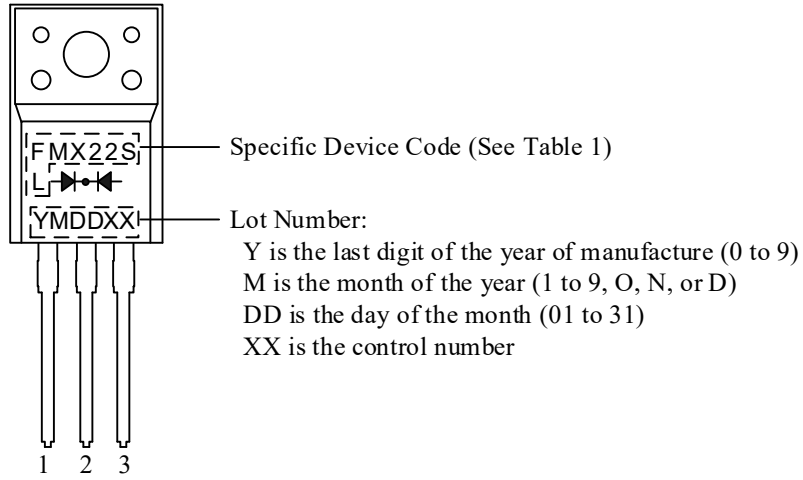 FMX22S
L
Specific Device Code (See Table 1)
YMDDXX
Lot Number:
Y is the last digit of the year of manufacture (0 to 9)
M is the month of the year (1 to 9, O, N, or D)
DD is the day of the month (01 to 31)
XX is the control number
1 2 3